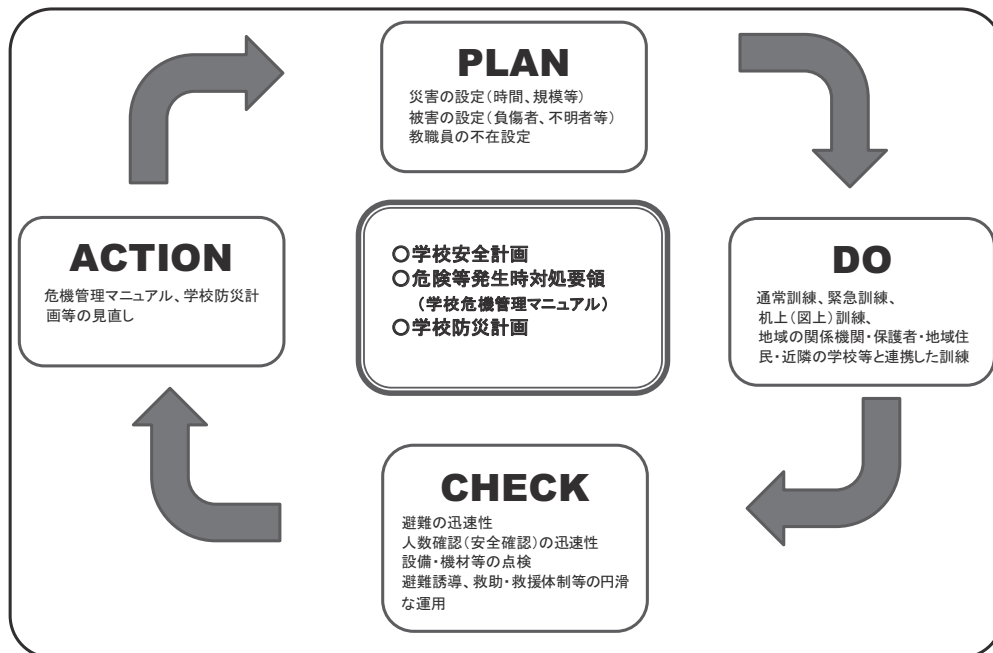 PLAN
災害の設定（時間、規模等）
被害の設定（負傷者、不明者等）
教職員の不在設定
ACTION
危機管理マニュアル、学校防災計
画等の見直し
○学校安全計画
○危険等発生時対処要領
（学校危機管理マニュアル）
○学校防災計画
DO
通常訓練、緊急訓練、
机上（図上）訓練、
地域の関係機関・保護者・地域住
民・近隣の学校等と連携した訓練
CHECK
避難の迅速性
人数確認（安全確認）の迅速性
設備・機材等の点検
避難誘導、救助・救援体制等の円滑
な運用